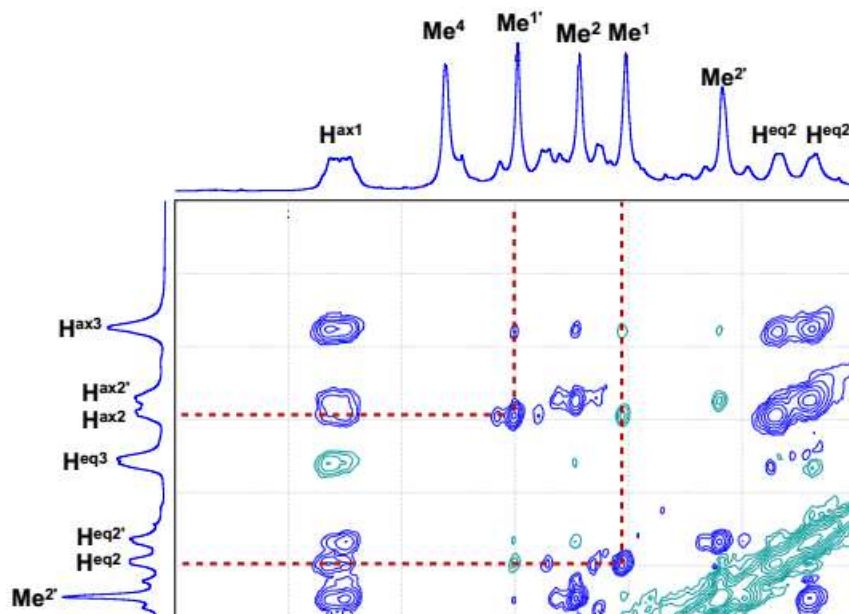 Me⁴ Me¹' Me² Me¹
Me²'
Hᵃˣ¹ Hᵉq² Hᵉq²
Hᵃˣ³
Hᵃˣ²'
Hᵃˣ²
Hᵉq³
Hᵉq²'
Hᵉq²
Me²'